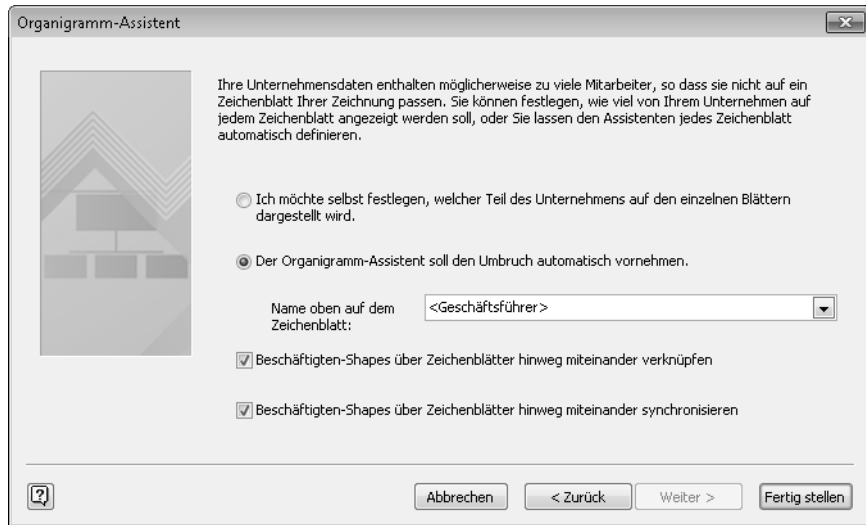 Organigramm-Assistent
Ihre Unternehmensdaten enthalten möglicherweise zu viele Mitarbeiter, so dass sie nicht auf ein
Zeichenblatt Ihrer Zeichnung passen. Sie können festlegen, wie viel von Ihrem Unternehmen auf
jedem Zeichenblatt angezeigt werden soll, oder Sie lassen den Assistenten jedes Zeichenblatt
automatisch definieren.
Ich möchte selbst festlegen, welcher Teil des Unternehmens auf den einzelnen Blättern
dargestellt wird.
Der Organigramm-Assistent soll den Umbruch automatisch vornehmen.
Name oben auf dem
Zeichenblatt:
<Geschäftsführer>
Beschäftigten-Shapes über Zeichenblätter hinweg miteinander verknüpfen
Beschäftigten-Shapes über Zeichenblätter hinweg miteinander synchronisieren
?
Abbrechen
< Zurück
Weiter >
Fertig stellen